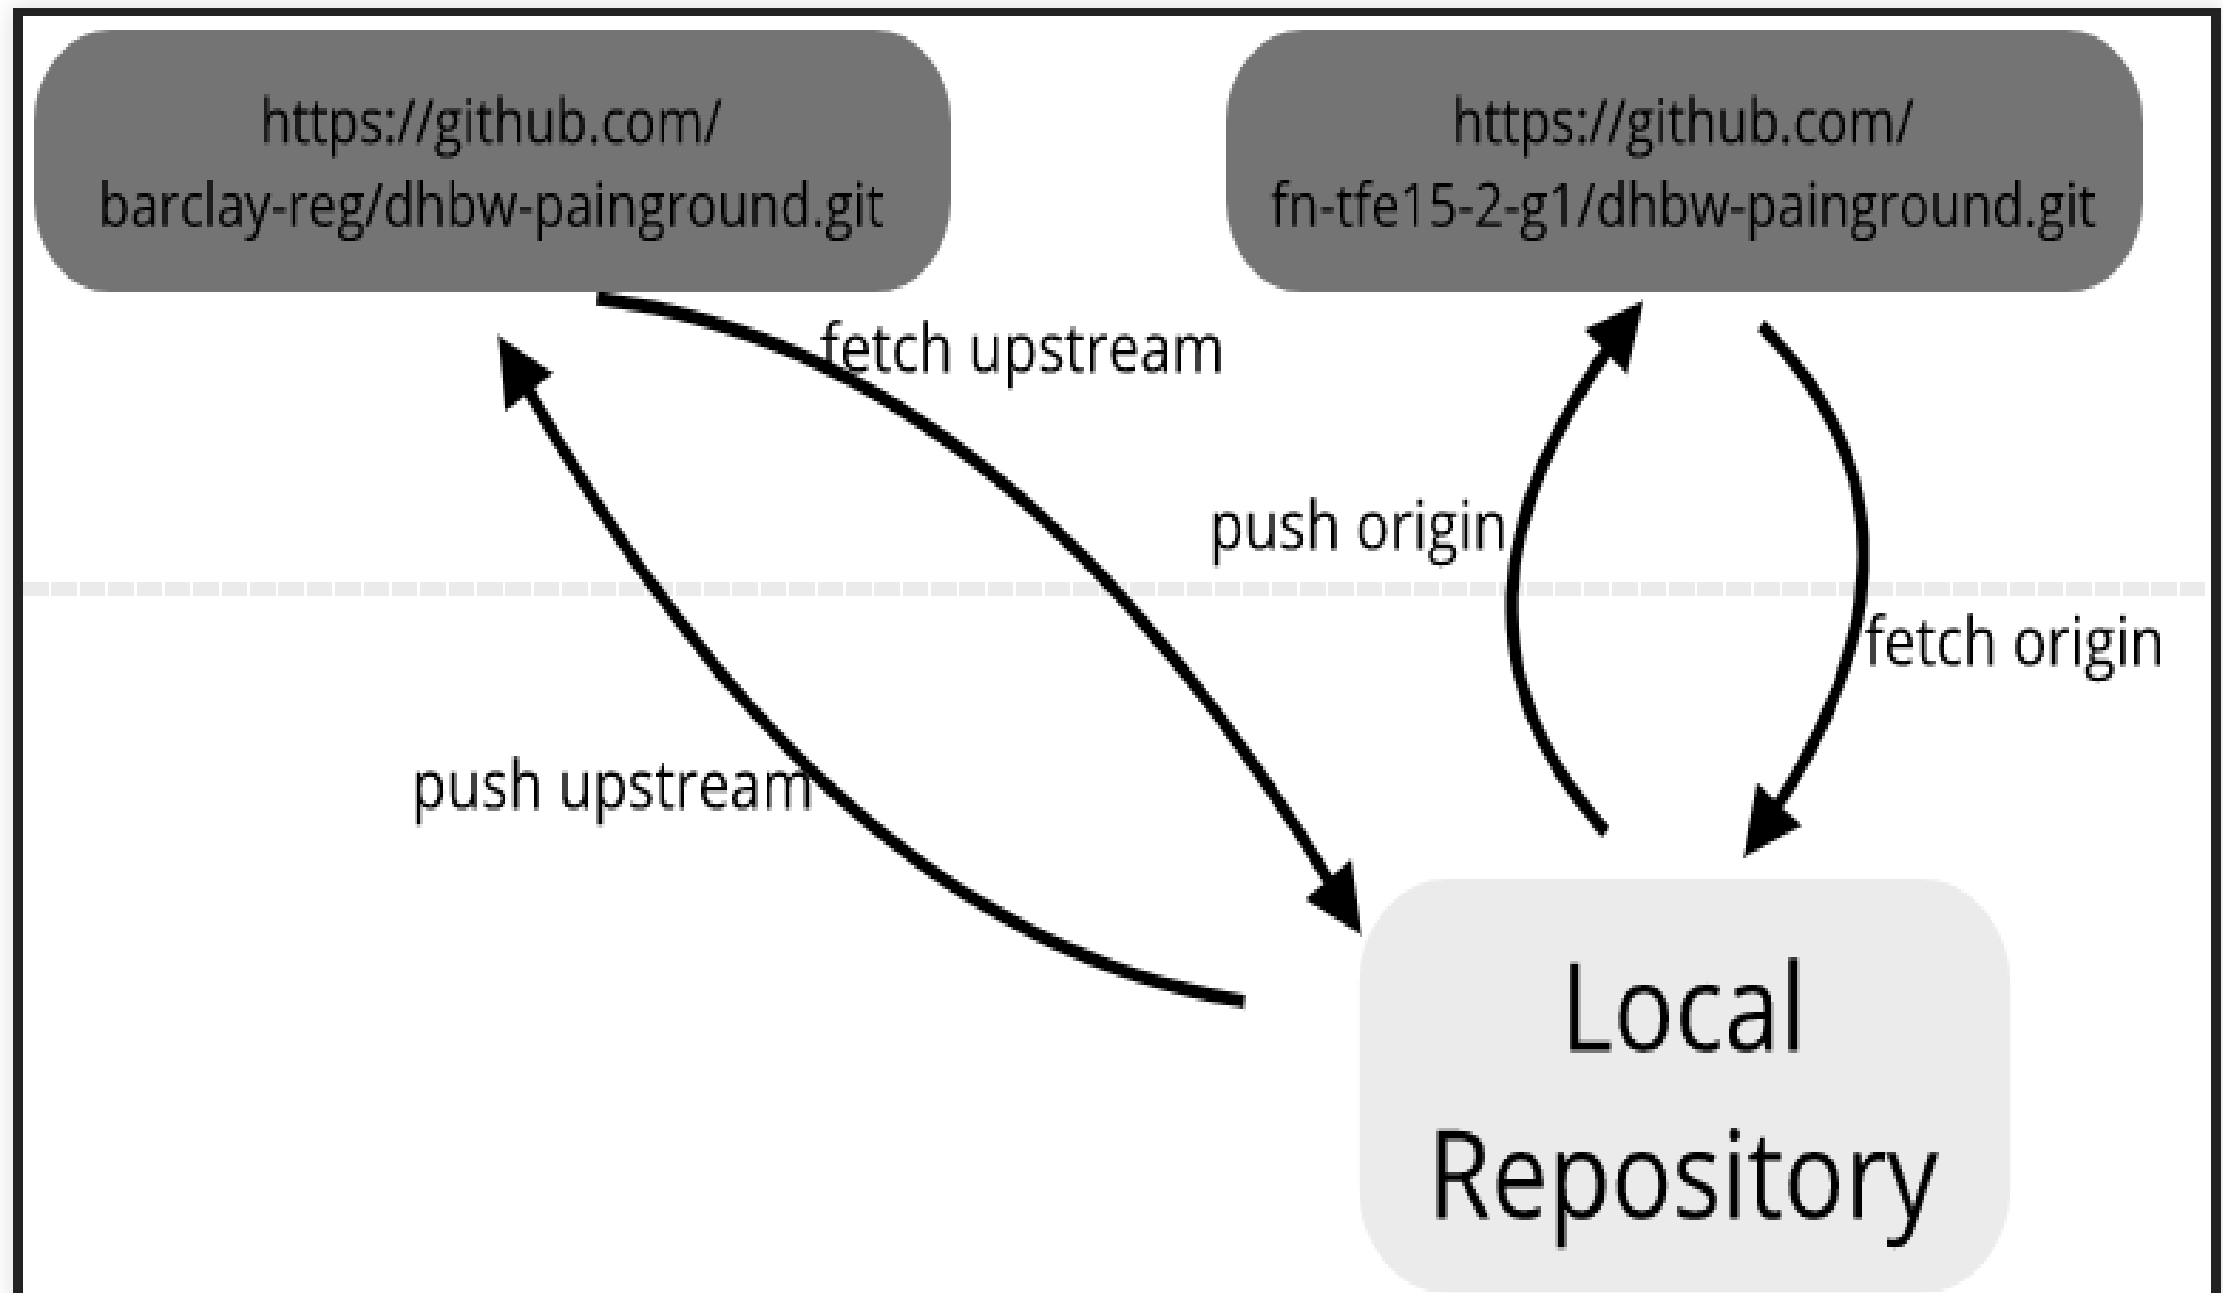 https://github.com/
barclay-reg/dhbw-painground.git
https://github.com/
fn-tfe15-2-g1/dhbw-painground.git
fetch upstream
push origin
fetch origin
push upstream
Local
Repository